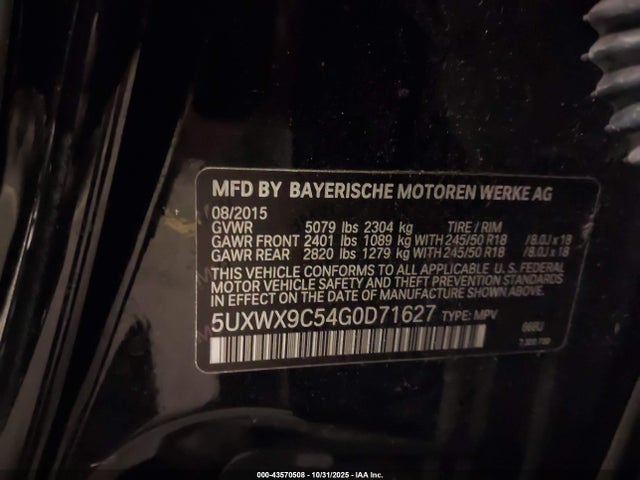 MFD BY BAYERISCHE MOTOREN WERKE AG
08/2015
GVWR 5079 lbs 2304 kg TIRE / RIM
GAWR FRONT 2401 lbs 1089 kg WITH 245/50 R18 /8.0J x 18
GAWR REAR 2820 lbs 1279 kg WITH 245/50 R18 /8.0J x 18
THIS VEHICLE CONFORMS TO ALL APPLICABLE U. S. FEDERAL
MOTOR VEHICLE SAFETY AND THEFT PREVENTION STANDARDS
IN EFFECT ON THE DATE OF MANUFACTURE SHOWN ABOVE.
5UXWX9C54G0D71627 TYPE: MPV
000-43570508 - 10/31/2025 - IAA Inc.